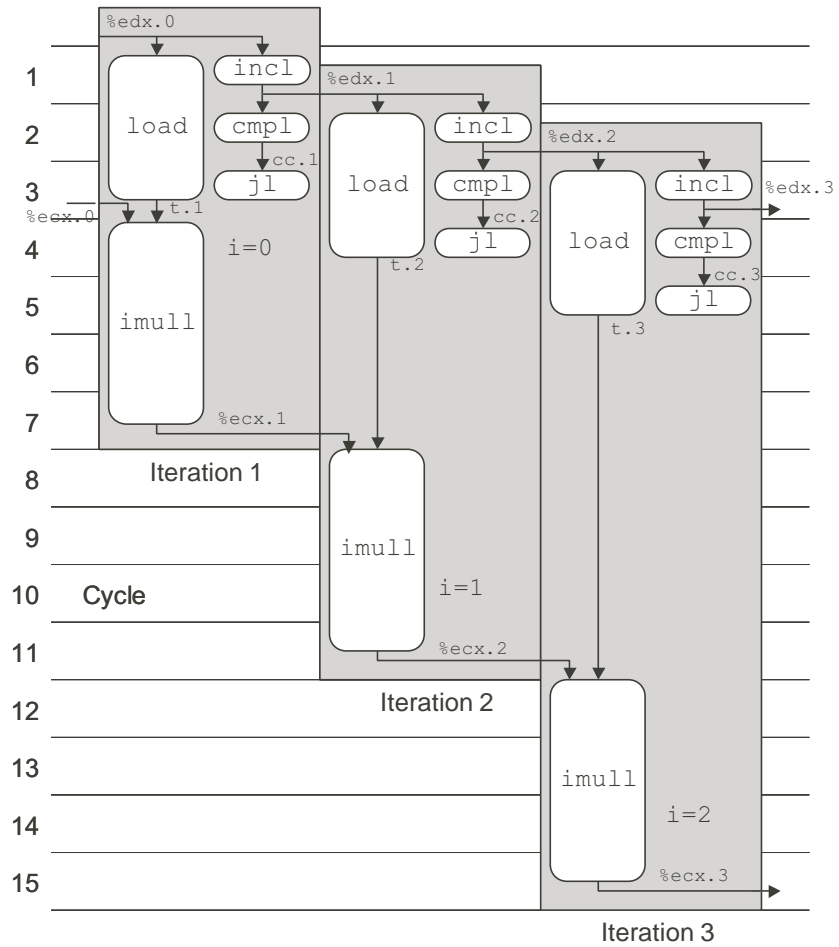 %edx.0
1
load
incl
%edx.1
2
cmpl
incl
%edx.2
cc.1
3
jl
load
cmpl
incl
%edx.3
%ecx.0
t.1
cc.2
4
i=0
jl
load
cmpl
t.2
cc.3
5
imull
jl
t.3
6
7
%ecx.1
8
Iteration 1
9
imull
10 Cycle
i=1
11
%ecx.2
12
Iteration 2
13
imull
14
i=2
15
%ecx.3
Iteration 3